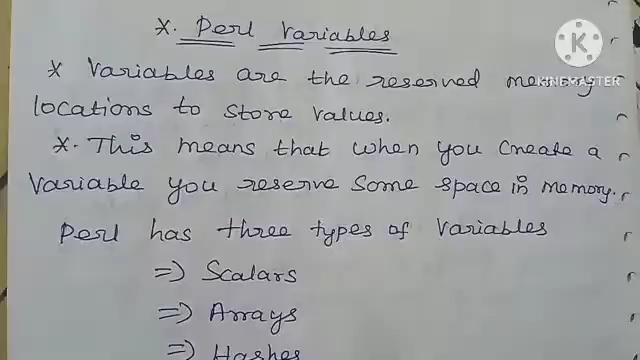 *. Perl Variables
* Variables are the reserved memory
locations to store values.
*. This means that when you create a
variable you reserve some space in memory.
Perl has three types of variables
=> Scalars
=> Arrays
=> Hashes
KINEMASTER